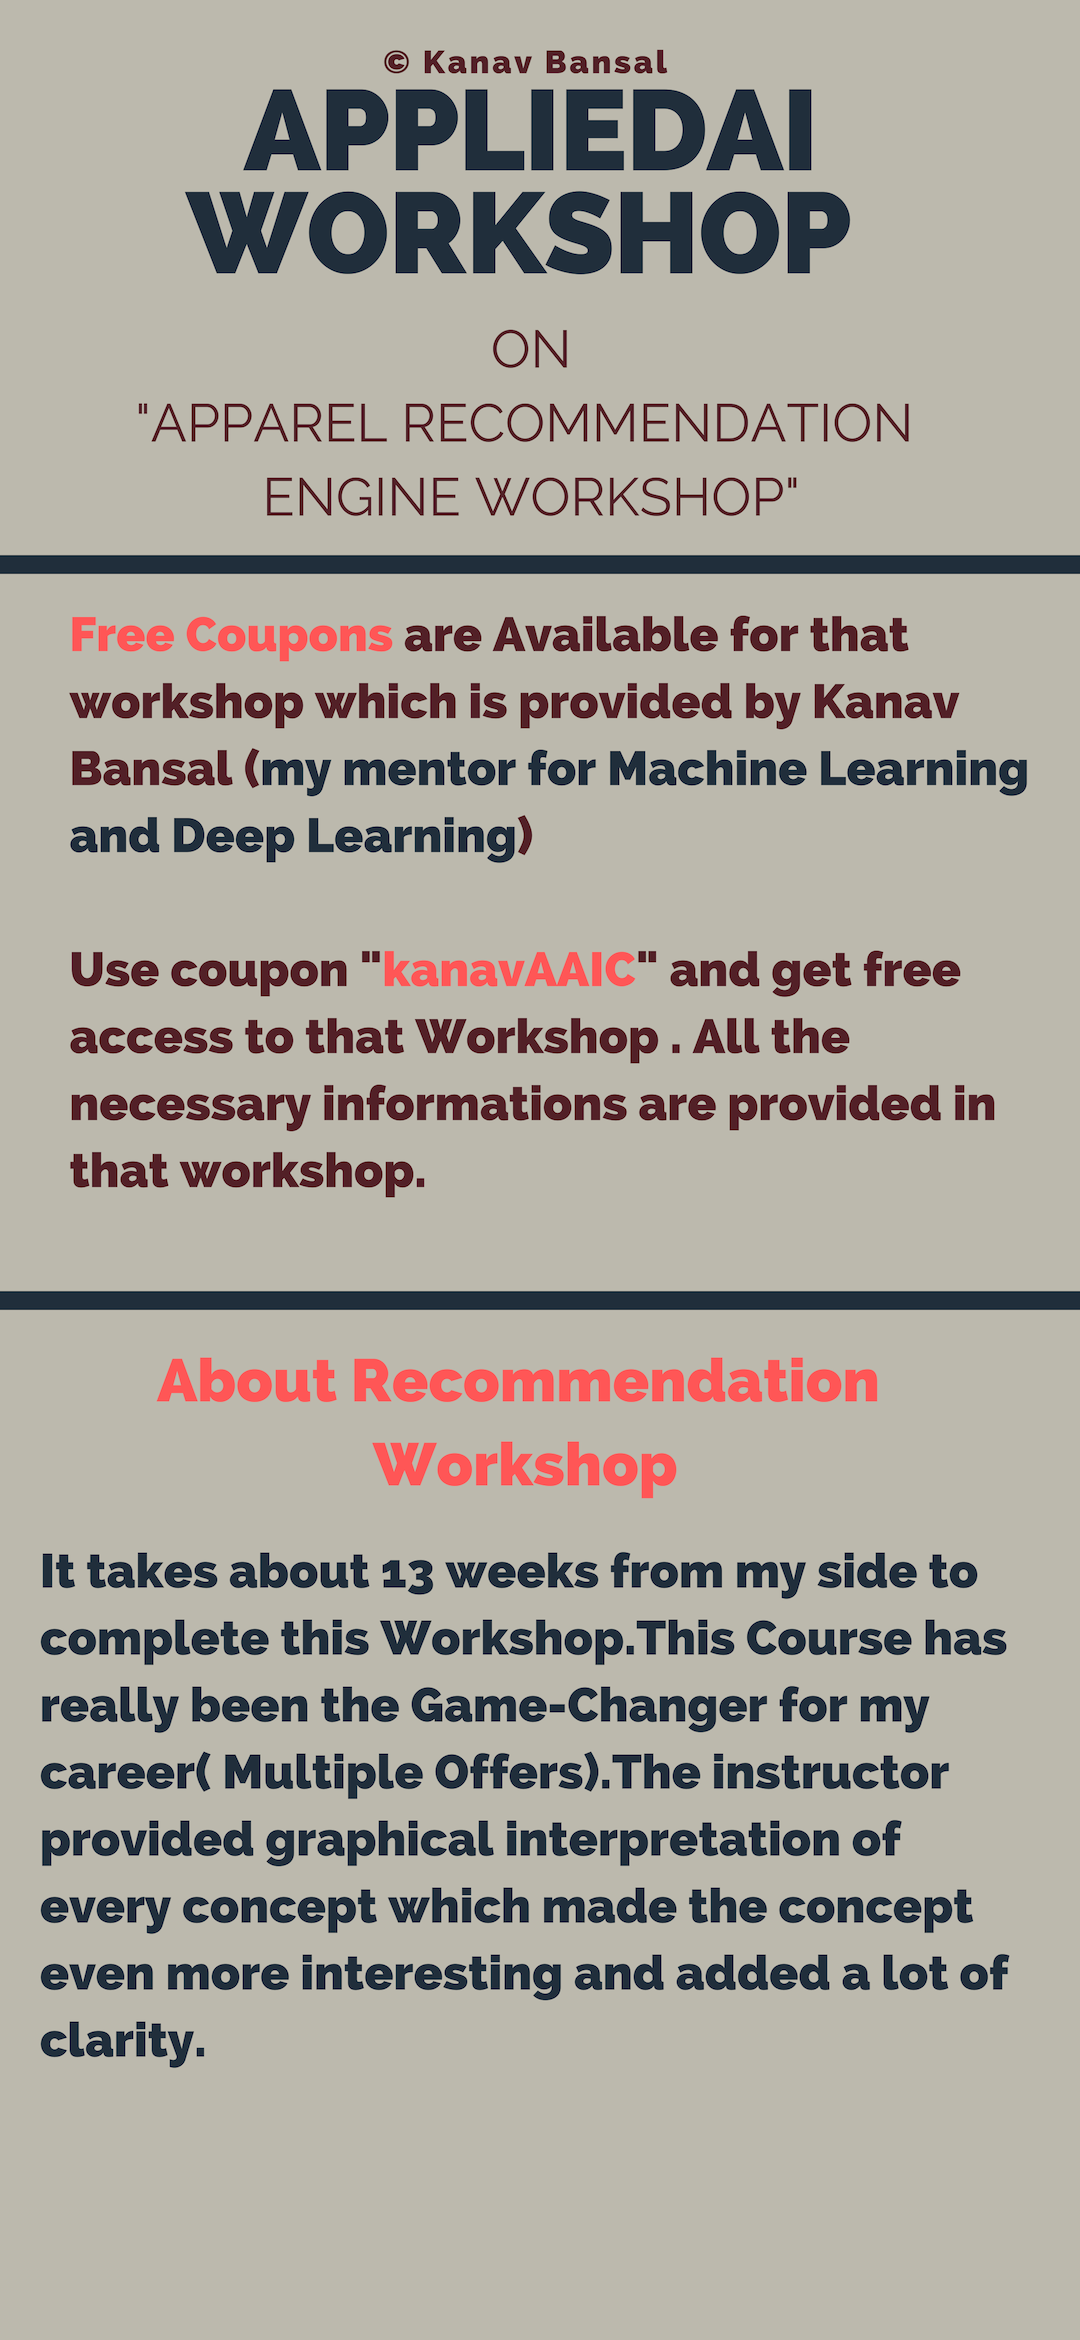 © Kanav Bansal
APPLIEDAI
WORKSHOP
ON
"APPAREL RECOMMENDATION
ENGINE WORKSHOP"
Free Coupons are Available for that
workshop which is provided by Kanav
Bansal (my mentor for Machine Learning
and Deep Learning)
Use coupon "kanavAAIC" and get free
access to that Workshop . All the
necessary informations are provided in
that workshop.
About Recommendation
Workshop
It takes about 13 weeks from my side to
complete this Workshop.This Course has
really been the Game-Changer for my
career( Multiple Offers).The instructor
provided graphical interpretation of
every concept which made the concept
even more interesting and added a lot of
clarity.